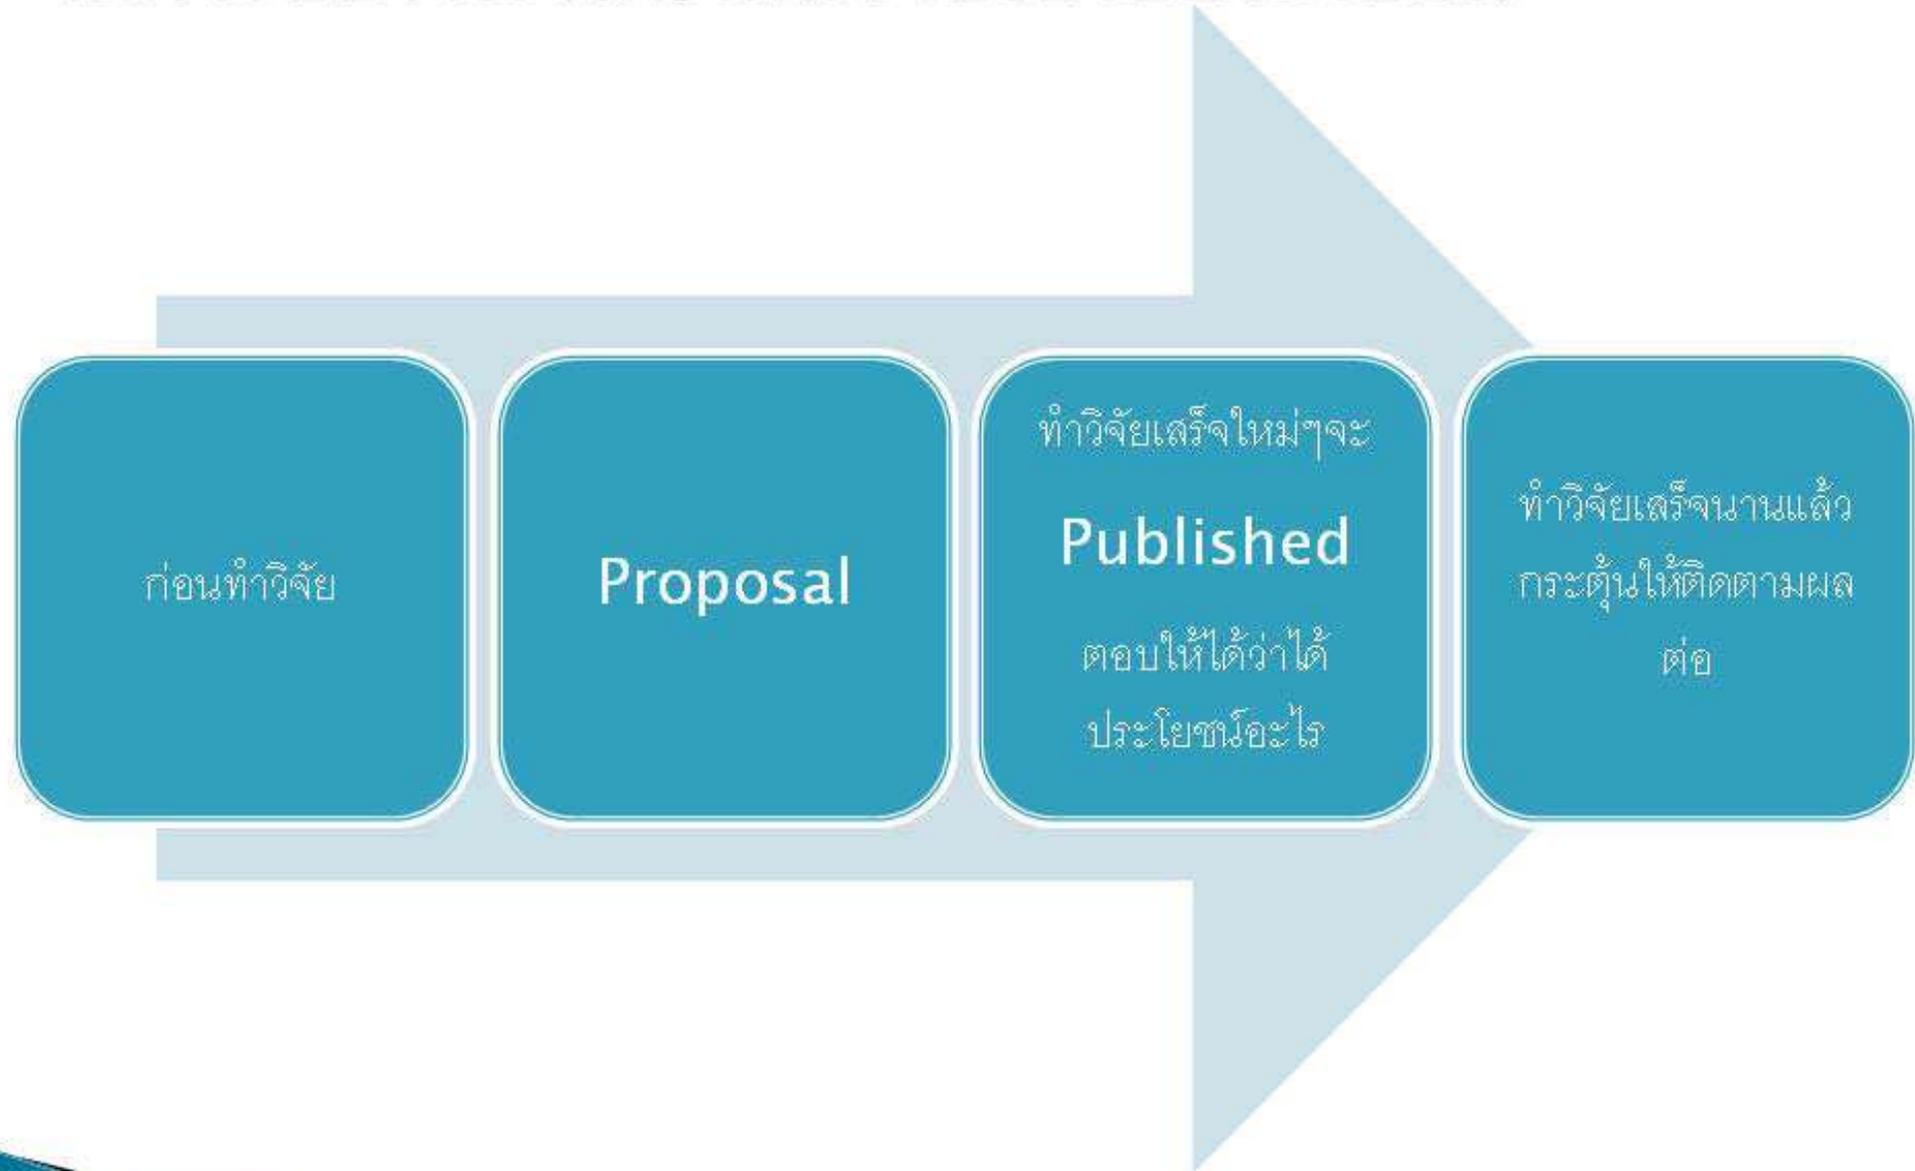 ก่อนทำวิจัย
Proposal
ทำวิจัยเสร็จใหม่ๆจะ
Published
ตอบให้ได้ว่าได้
ประโยชน์อะไร
ทำวิจัยเสร็จนานแล้ว
กระตุ้นให้ติดตามผล
ต่อ